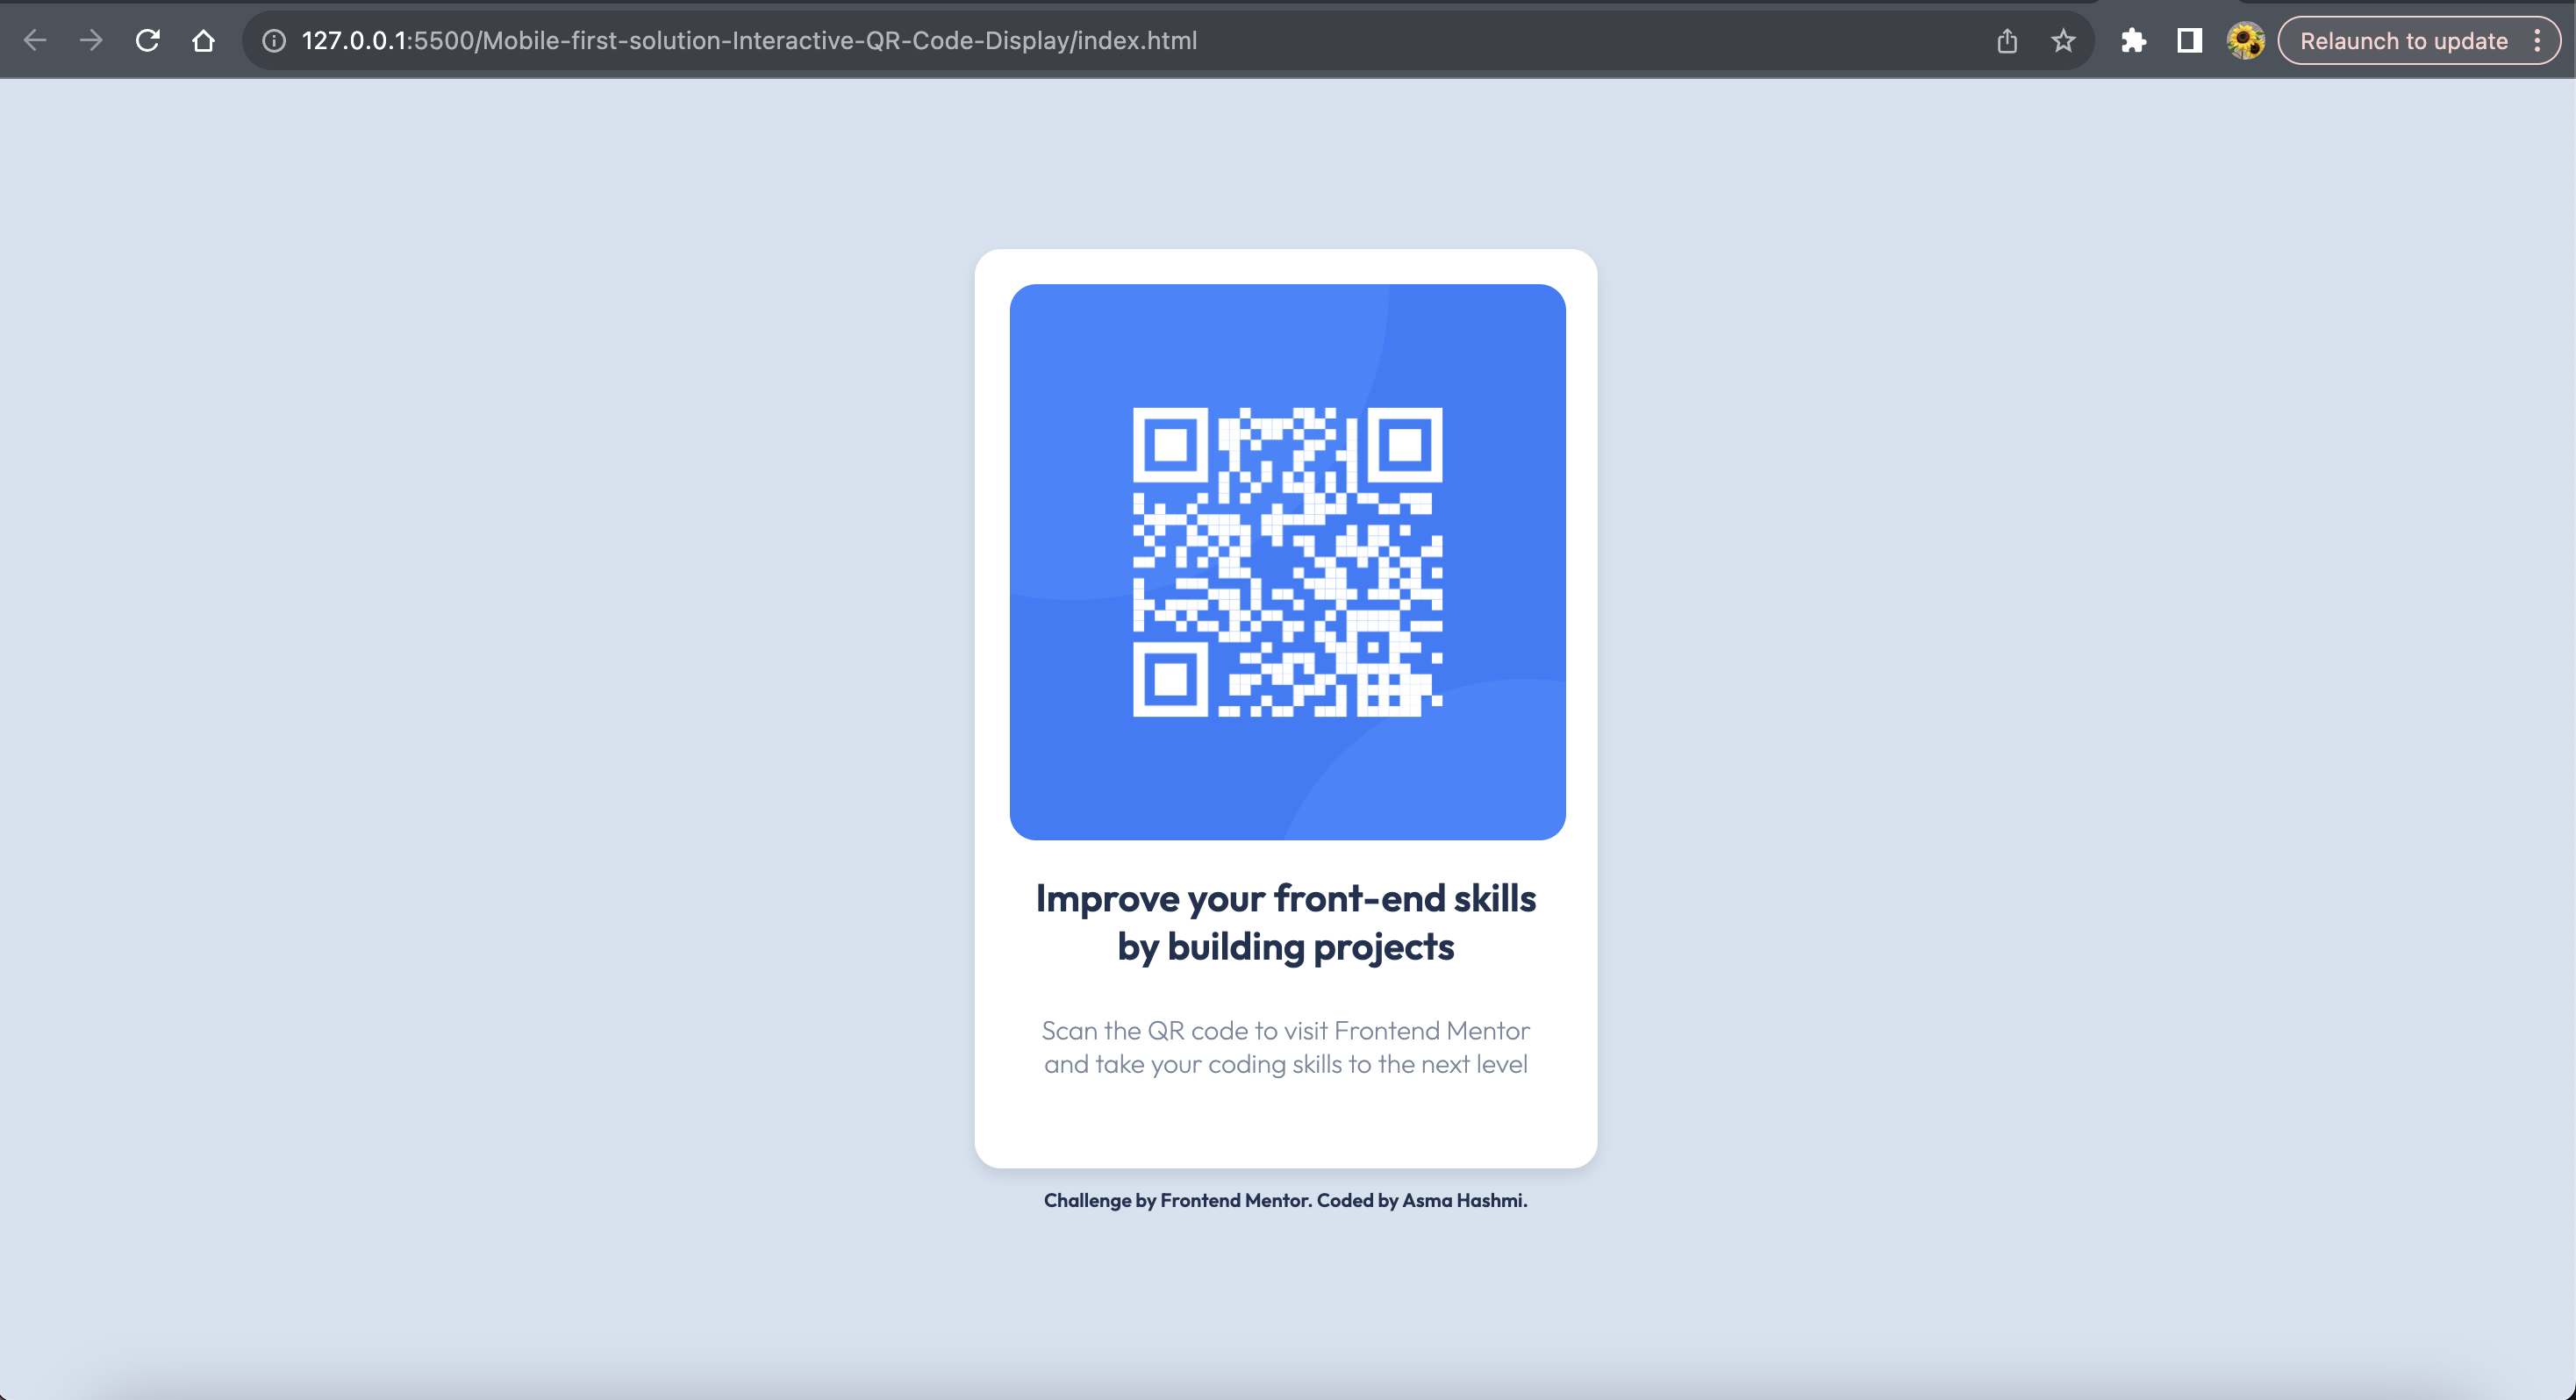 127.0.0.1:5500/Mobile-first-solution-Interactive-QR-Code-Display/index.html
Relaunch to update
Improve your front-end skills
by building projects
Scan the QR code to visit Frontend Mentor
and take your coding skills to the next level
Challenge by Frontend Mentor. Coded by Asma Hashmi.